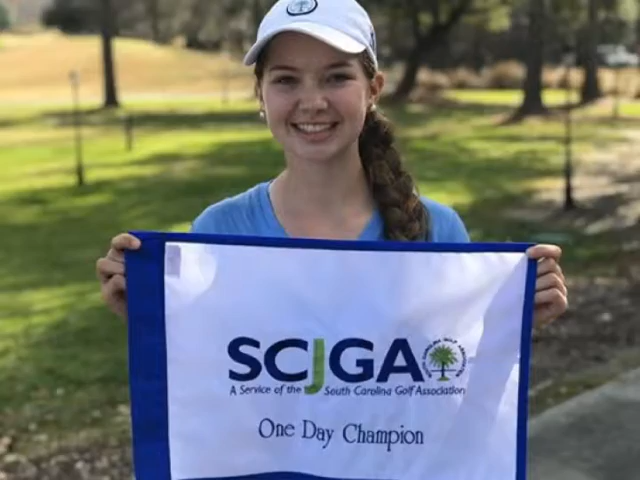 SCJGA
A Service of the South Carolina Golf Association
One Day Champion